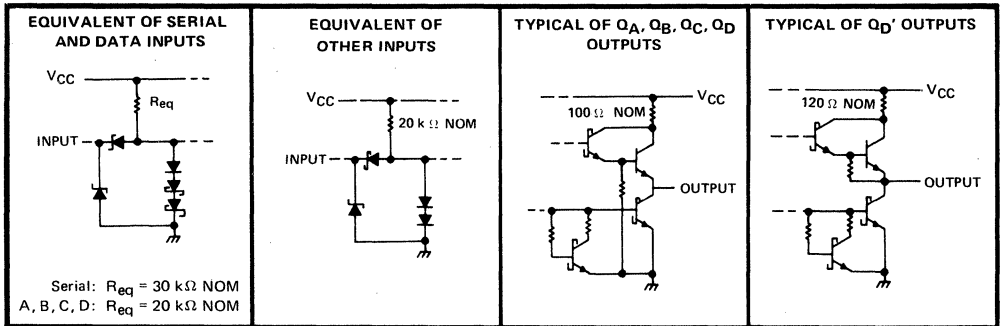 EQUIVALENT OF SERIAL
AND DATA INPUTS
VCC
Req
INPUT
Serial: Req = 30 kΩ NOM
A, B, C, D: Req = 20 kΩ NOM
EQUIVALENT OF
OTHER INPUTS
VCC
20 kΩ NOM
INPUT
TYPICAL OF QA, QB, QC, QD
OUTPUTS
VCC
100 Ω NOM
OUTPUT
TYPICAL OF QD' OUTPUTS
VCC
120 Ω NOM
OUTPUT